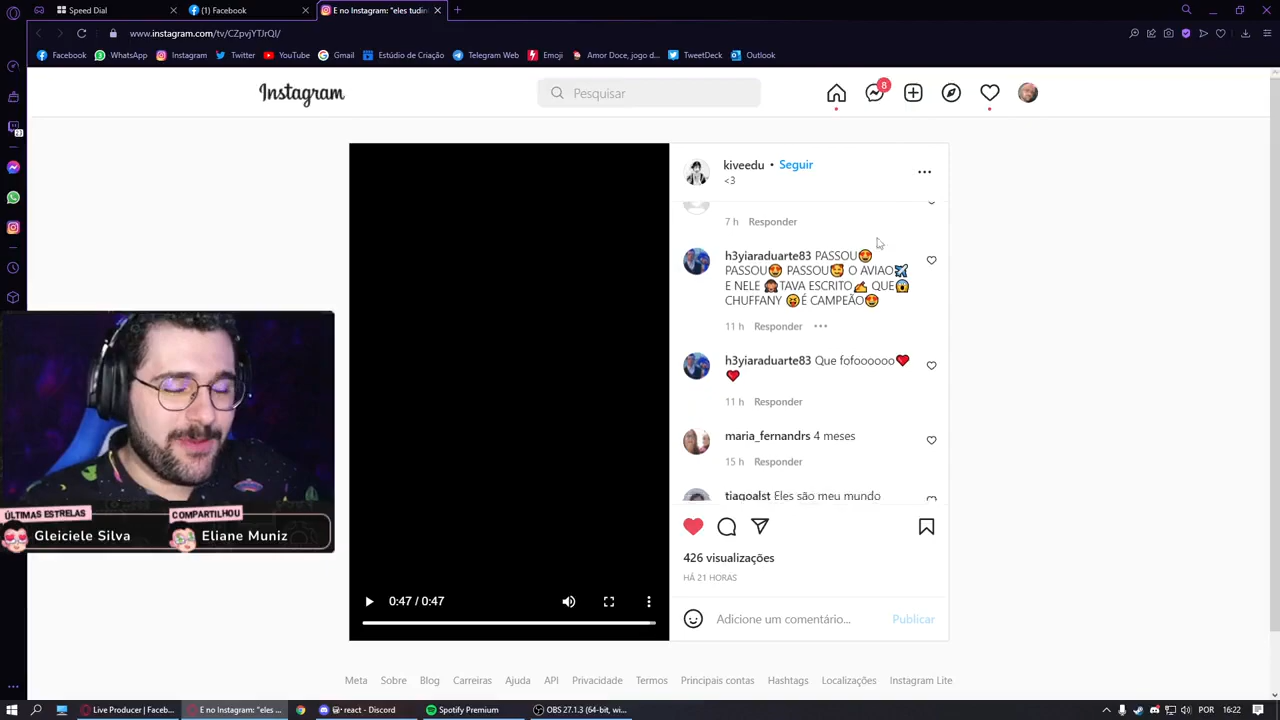 Speed Dial
(1) Facebook
E no Instagram: "eles tudin
www.instagram.com/tv/CZpvjYTJrQI/
Facebook
WhatsApp
Instagram
Twitter
YouTube
Gmail
Estúdio de Criação
Telegram Web
Emoji
Amor Doce, jogo d...
TweetDeck
Outlook
Instagram
Pesquisar
8
23
kiveedu • Seguir
<3
7 h Responder
h3yiaraduarte83 PASSOU😍
PASSOU😍 PASSOU🥰 O AVIAO✈️
E NELE 🙈TAVA ESCRITO✍️ QUE😱
CHUFFANY 😝É CAMPEÃO😍
11 h Responder
h3yiaraduarte83 Que fofoooooo❤️
❤️
11 h Responder
maria_fernandrs 4 meses
15 h Responder
tiagoalst Eles são meu mundo
426 visualizações
HÁ 21 HORAS
Adicione um comentário...
Publicar
0:47 / 0:47
ÚLTIMAS ESTRELAS
COMPARTILHOU
Gleiciele Silva
Eliane Muniz
Meta
Sobre
Blog
Carreiras
Ajuda
API
Privacidade
Termos
Principais contas
Hashtags
Localizações
Instagram Lite
Live Producer | Faceb...
E no Instagram: "eles ...
react - Discord
Spotify Premium
OBS 27.1.3 (64-bit, wi...
POR
16:22